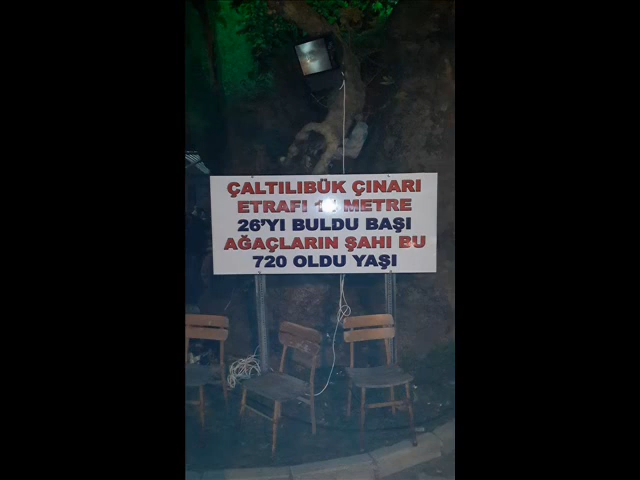 ÇALTILIBÜK ÇINARI
ETRAFI METRE
26'YI BULDU BAŞI
AĞAÇLARIN ŞAHI BU
720 OLDU YAŞI